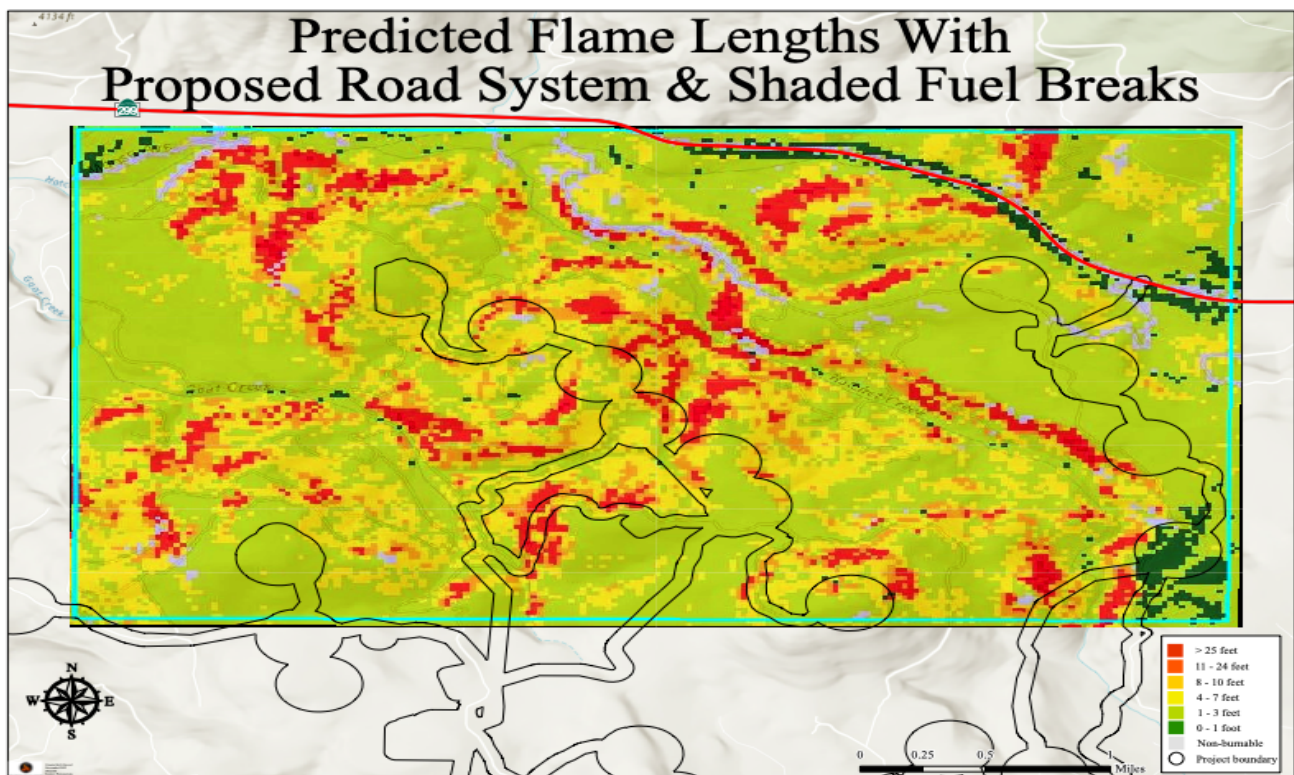 4134 ft
Predicted Flame Lengths With
Proposed Road System & Shaded Fuel Breaks
299
Goat Creek
Goat Creek
N
W E
S
> 25 feet
11 - 24 feet
8 - 10 feet
4 - 7 feet
1 - 3 feet
0 - 1 foot
Non-burnable
Project boundary
0 0.25 0.5 1
Miles